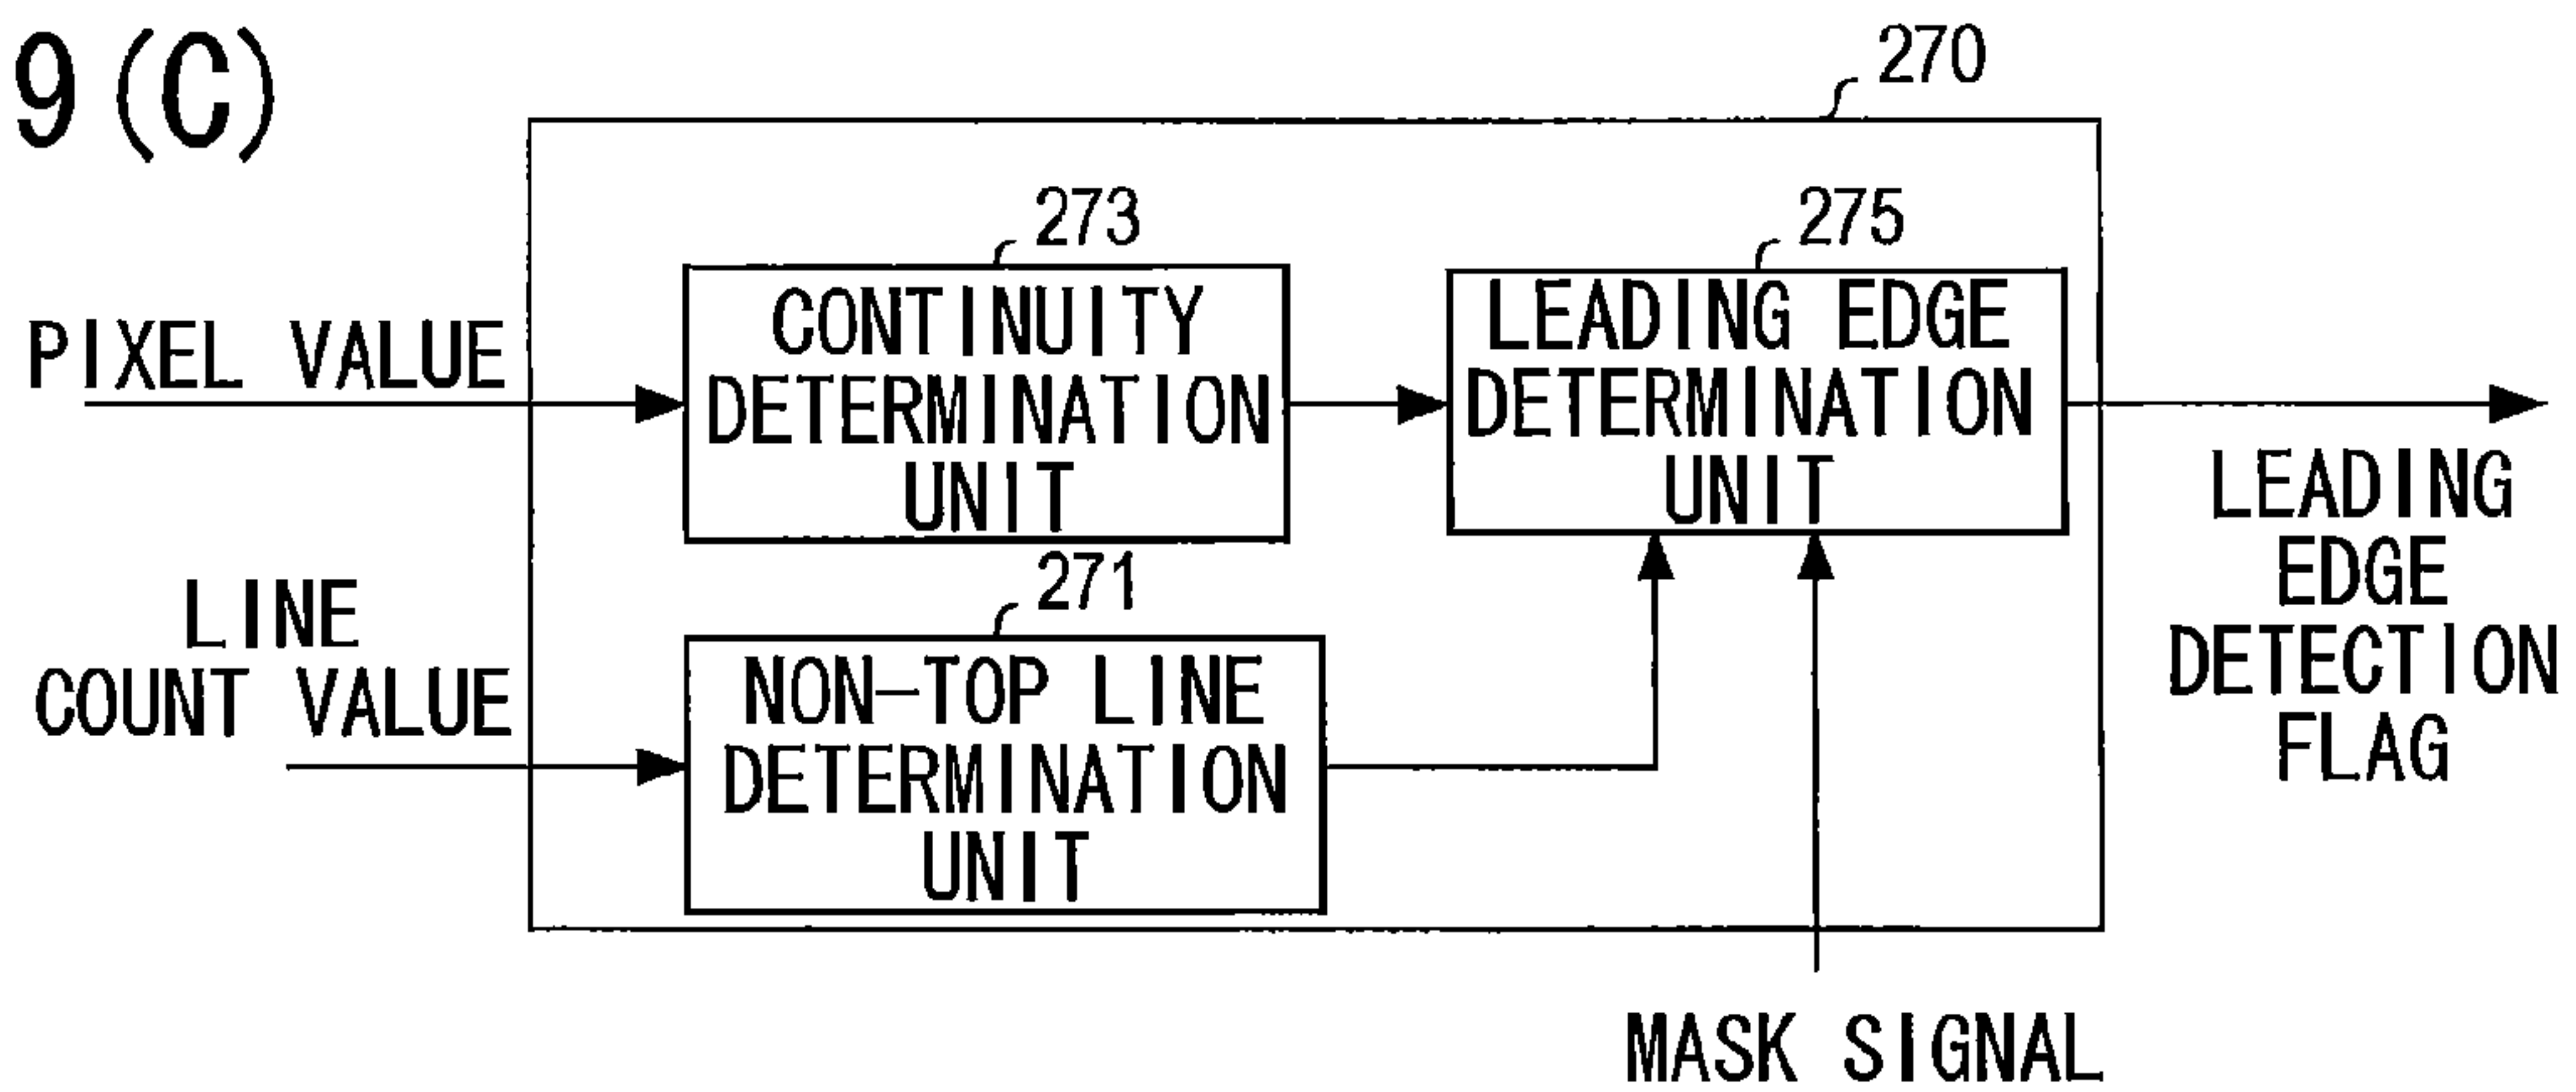 9(C)
270
273
CONTINUITY
DETERMINATION
UNIT
275
LEADING EDGE
DETERMINATION
UNIT
PIXEL VALUE
LEADING
EDGE
DETECTION
FLAG
LINE
COUNT VALUE
271
NON-TOP LINE
DETERMINATION
UNIT
MASK SIGNAL